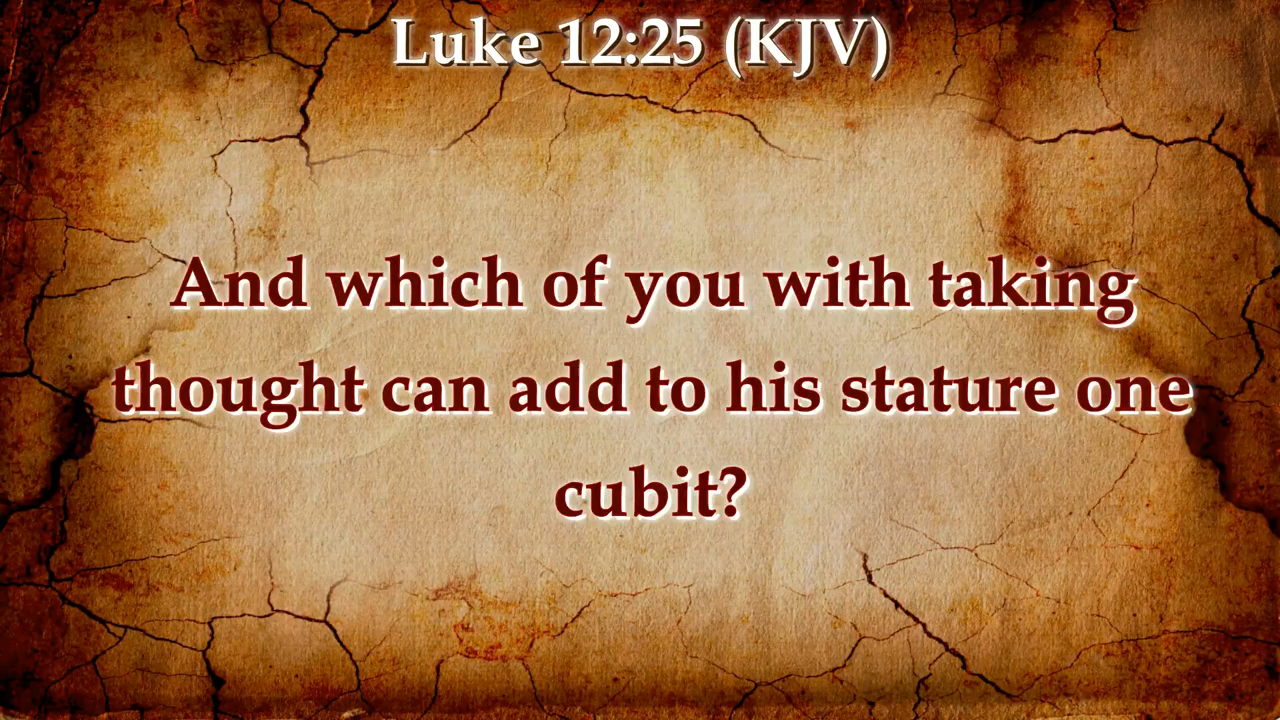 Luke 12:25 (KJV)
And which of you with taking
thought can add to his stature one
cubit?